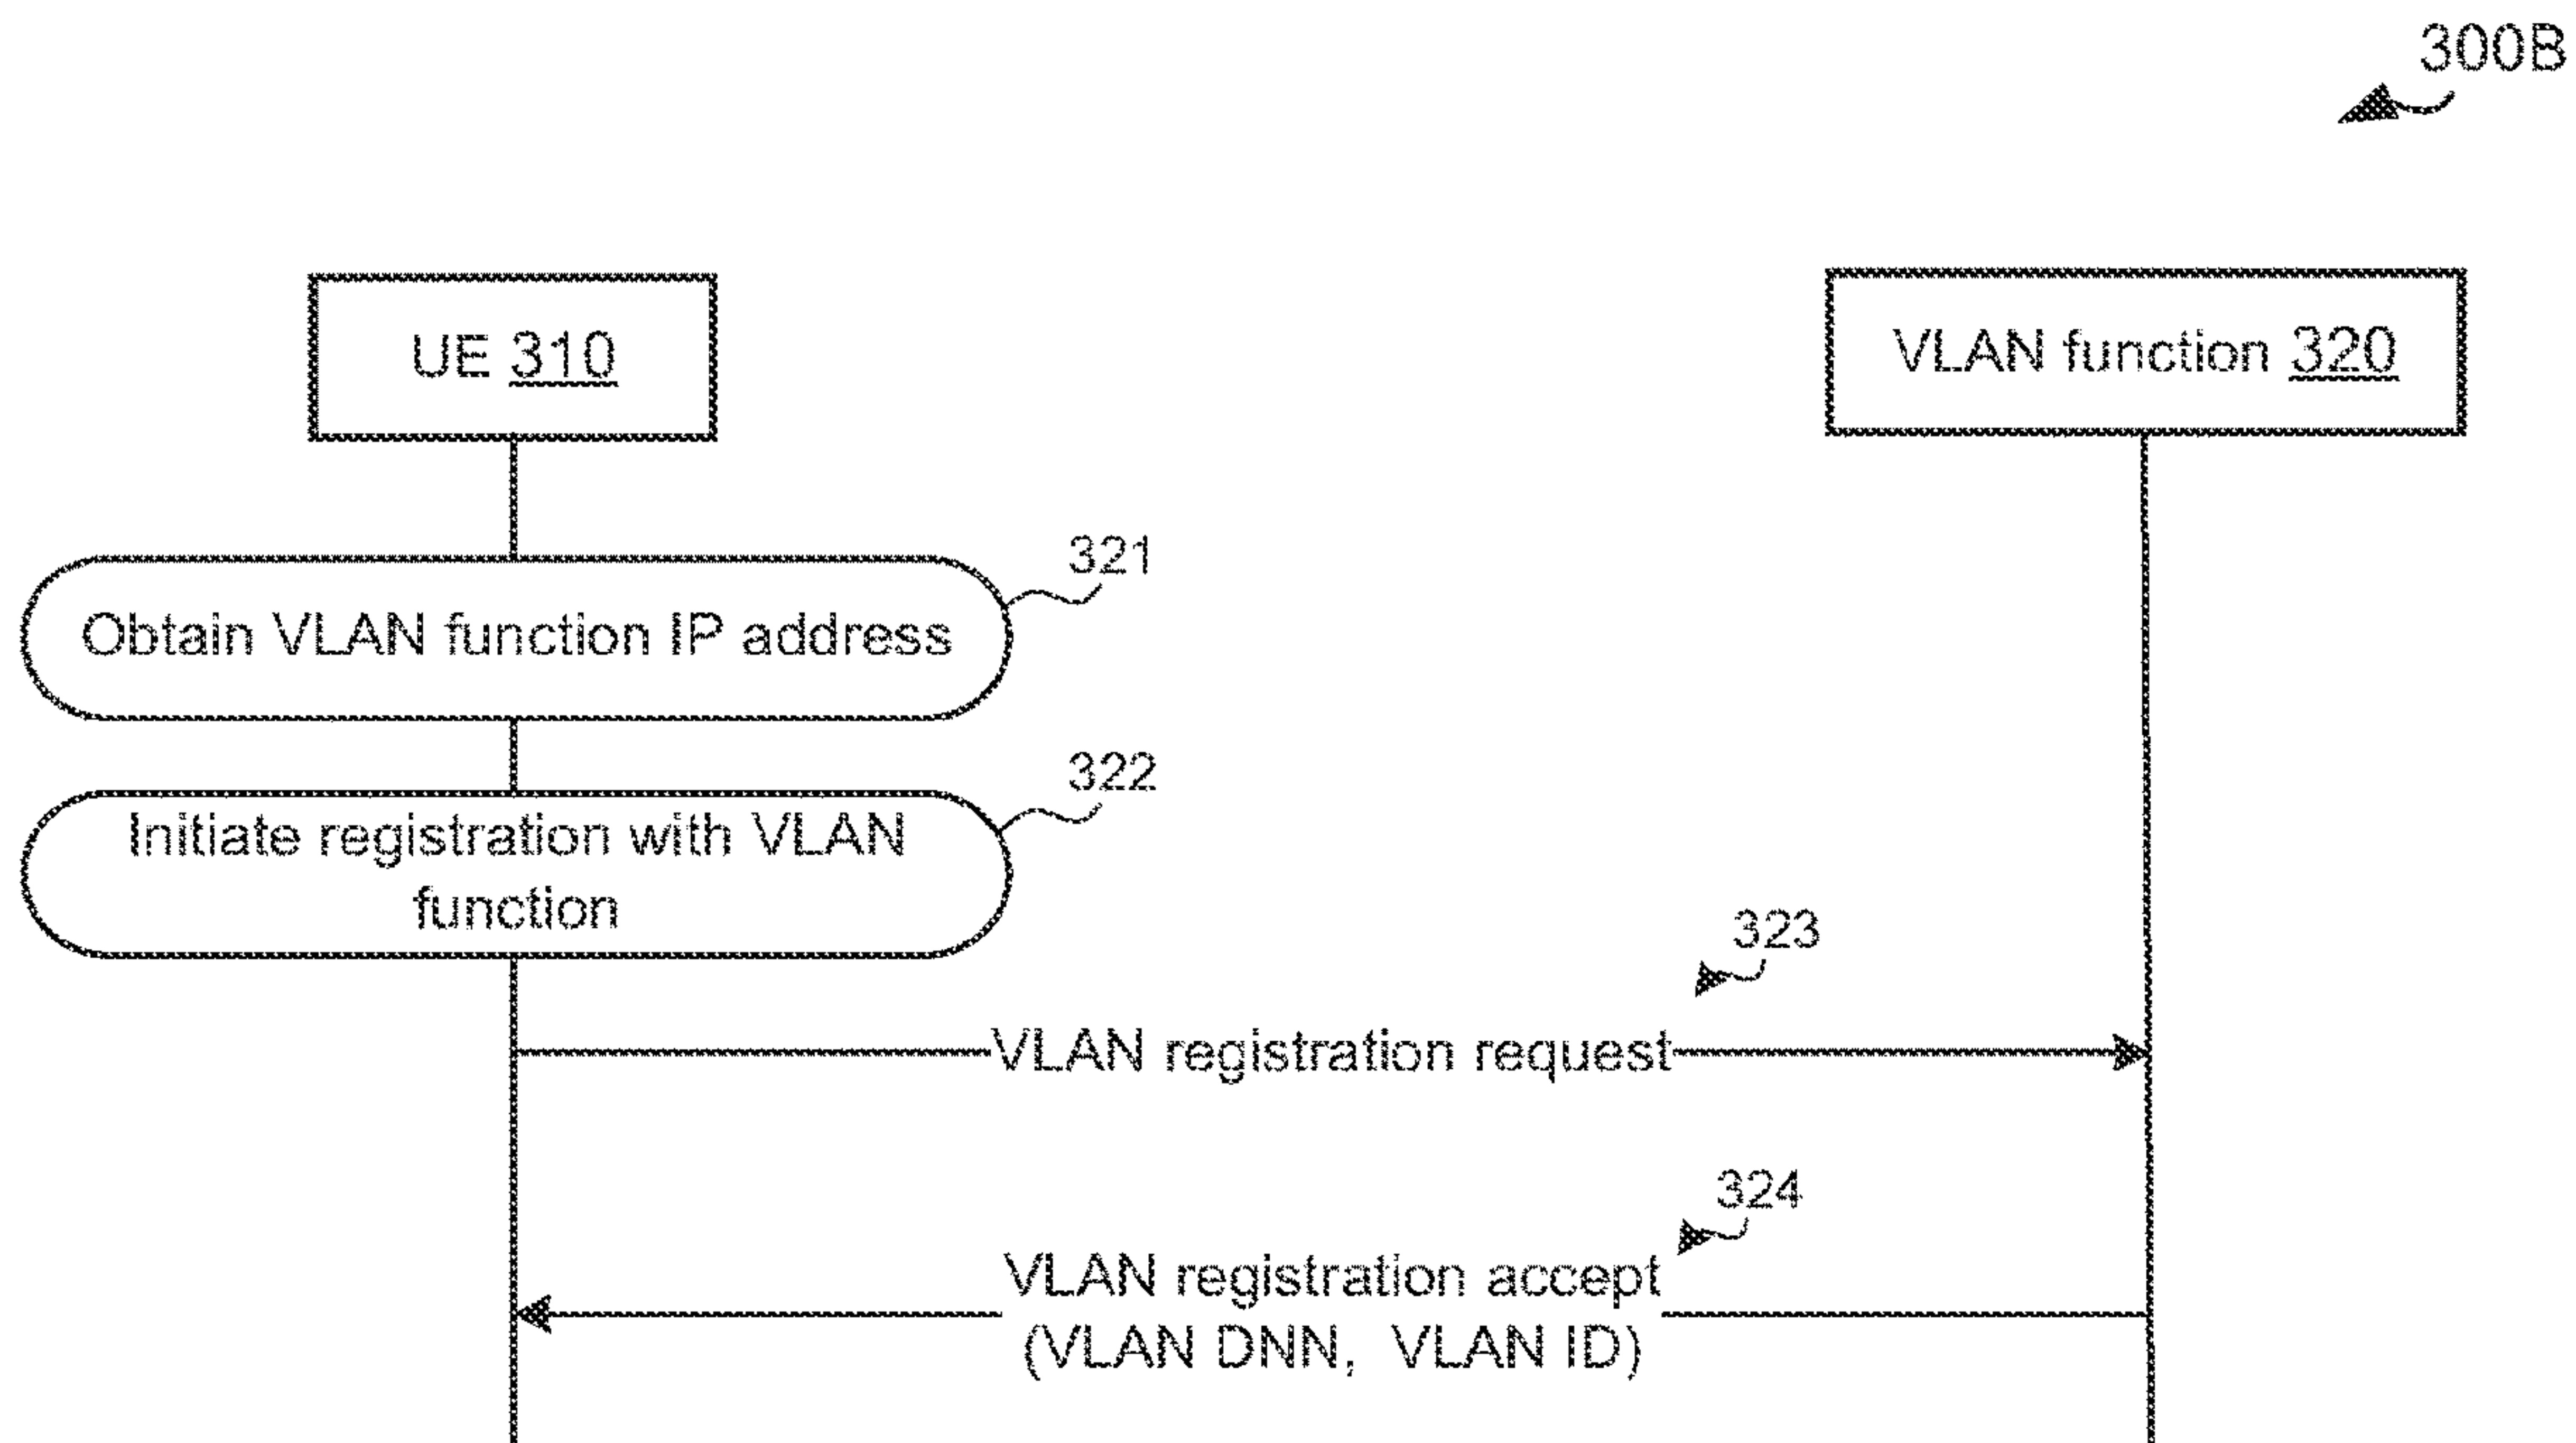 300B
UE 310
VLAN function 320
321
Obtain VLAN function IP address
322
Initiate registration with VLAN
function
323
VLAN registration request
324
VLAN registration accept
(VLAN DNN, VLAN ID)